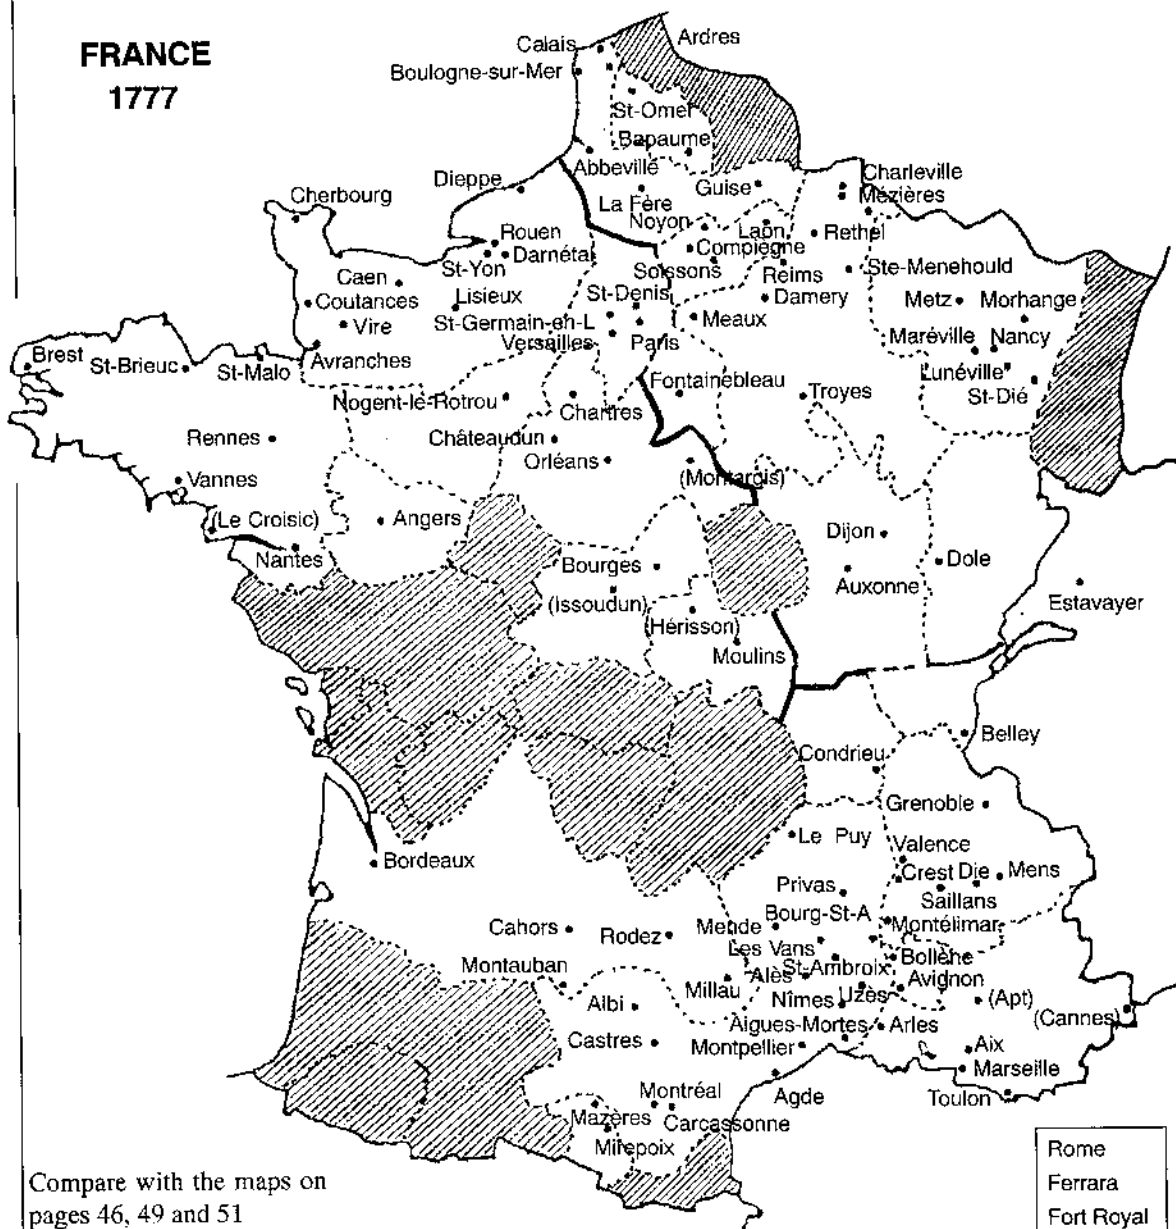 FRANCE
1777
Calais
Ardres
Boulogne-sur-Mer
St-Omer
Bapaume
Abbeville
Dieppe
Guise
Charleville
Mézières
Cherbourg
La Fère
Noyon
Laon
Rethel
Rouen
Darnétal
St-Yon
Compiègne
Soissons
Reims
Ste-Menehould
Caen
Coutances
Lisieux
St-Denis
Damery
Metz
Morhange
Vire
St-Germain-en-L
Meaux
Versailles
Paris
Maréville
Nancy
Brest
St-Brieuc
St-Malo
Avranches
Lunéville
St-Dié
Fontainebleau
Troyes
Nogent-le-Rotrou
Chartres
Rennes
Châteaudun
Orléans
(Montargis)
Vannes
(Le Croisic)
Angers
Dijon
Nantes
Bourges
Auxonne
Dole
(Issoudun)
Estavayer
(Hérisson)
Moulins
Belley
Condrieu
Grenoble
Le Puy
Valence
Bordeaux
Crest
Die
Mens
Privas
Saillans
Bourg-St-A
Montélimar
Cahors
Rodez
Mende
Les Vans
Bollène
Montauban
Alès
St-Ambroix
Avignon
Millau
Uzès
Nîmes
(Apt)
(Cannes)
Albi
Aigues-Mortes
Arles
Castres
Montpellier
Aix
Marseille
Agde
Toulon
Montréal
Mazères
Carcassonne
Mirepoix
Rome
Ferrara
Fort Royal
Compare with the maps on
pages 46, 49 and 51